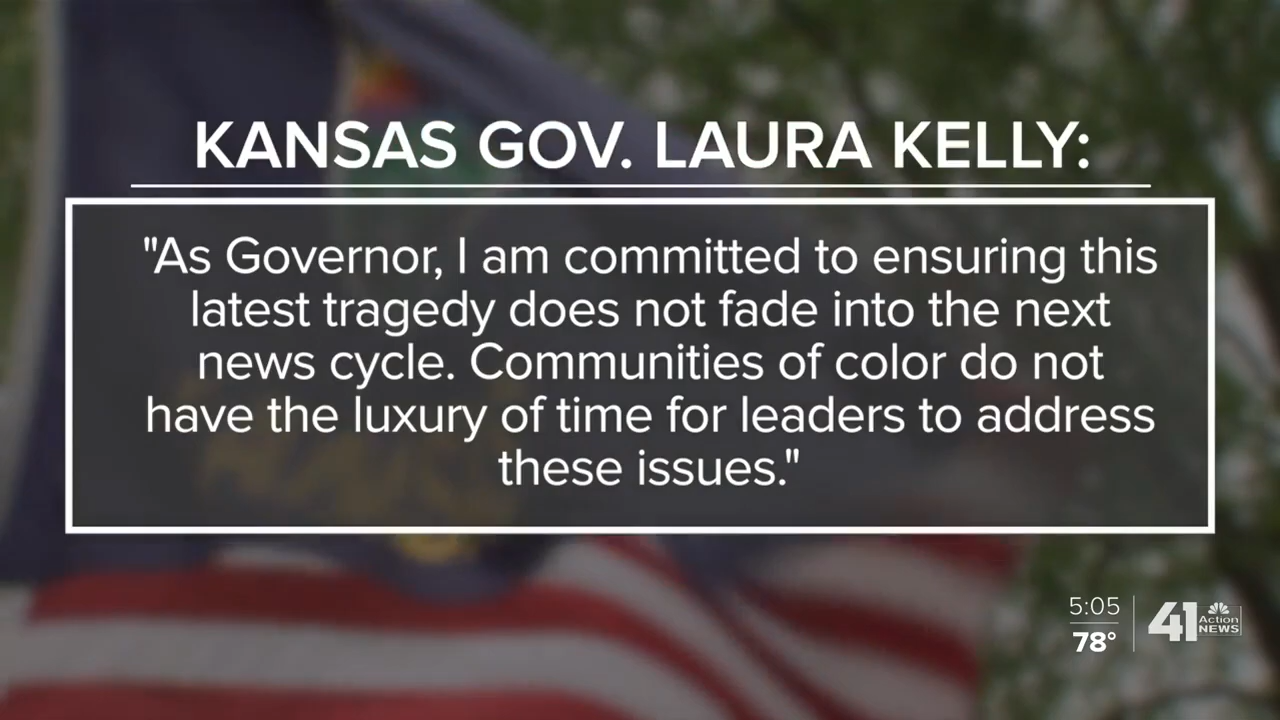 KANSAS GOV. LAURA KELLY:
"As Governor, I am committed to ensuring this
latest tragedy does not fade into the next
news cycle. Communities of color do not
have the luxury of time for leaders to address
these issues."
5:05
78°
41 Action NEWS